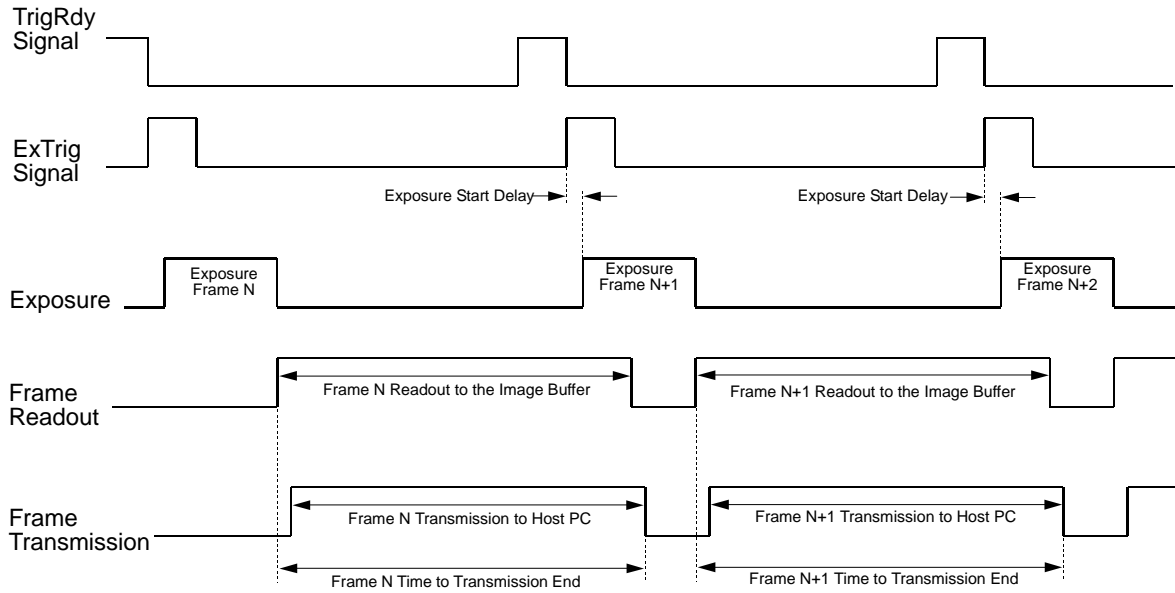 TrigRdy
Signal
ExTrig
Signal
Exposure Start Delay
Exposure Start Delay
Exposure
Exposure
Frame N
Exposure
Frame N+1
Exposure
Frame N+2
Frame
Readout
Frame N Readout to the Image Buffer
Frame N+1 Readout to the Image Buffer
Frame
Transmission
Frame N Transmission to Host PC
Frame N+1 Transmission to Host PC
Frame N Time to Transmission End
Frame N+1 Time to Transmission End